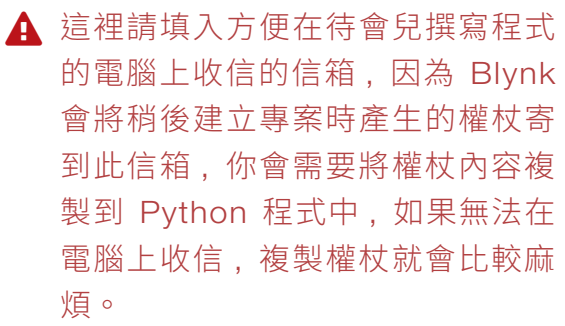 這裡請填入方便在待會兒撰寫程式
的電腦上收信的信箱，因為 Blynk
會將稍後建立專案時產生的權杖寄
到此信箱，你會需要將權杖內容複
製到 Python 程式中，如果無法在
電腦上收信，複製權杖就會比較麻
煩。